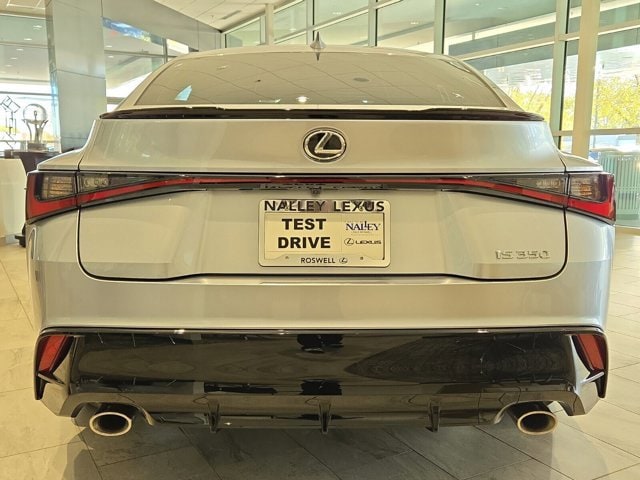 NALLEY LEXUS
TEST
DRIVE
NALLEY
LEXUS
ROSWELL
IS 350